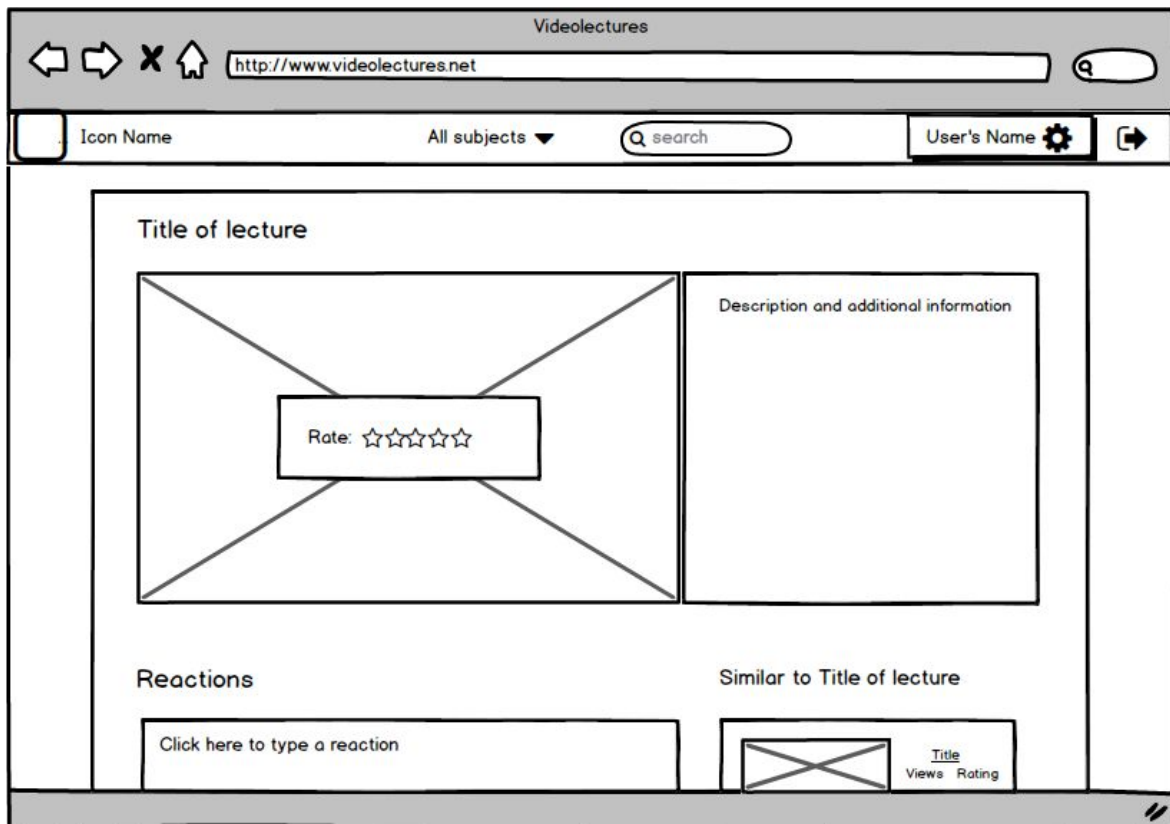 Videolectures
http://www.videolectures.net
Icon Name
All subjects
search
User's Name
Title of lecture
Description and additional information
Rate:
Reactions
Similar to Title of lecture
Click here to type a reaction
Title
Views Rating